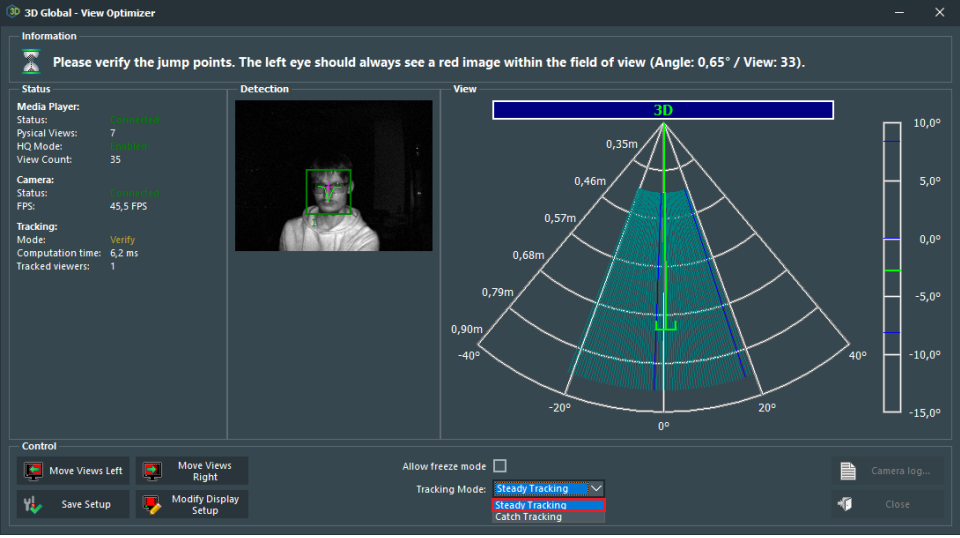 3D Global - View Optimizer
Information
Please verify the jump points. The left eye should always see a red image within the field of view (Angle: 0,65° / View: 33).
Status
Media Player:
Status: Connected
Pysical Views: 7
HQ Mode: Enabled
View Count: 35
Camera:
Status: Connected
FPS: 45,5 FPS
Tracking:
Mode: Verify
Computation time: 6,2 ms
Tracked viewers: 1
Detection
View
3D
0,35m
0,46m
0,57m
0,68m
0,79m
0,90m
-40°
-20°
0°
20°
40°
10,0°
5,0°
0,0°
-5,0°
-10,0°
-15,0°
Control
Move Views Left
Move Views
Right
Save Setup
Modify Display
Setup
Allow freeze mode
Tracking Mode: Steady Tracking
Steady Tracking
Catch Tracking
Camera log...
Close